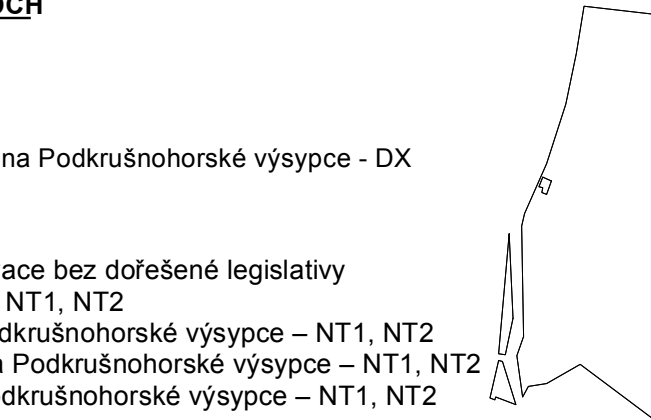 OCH
na Podkrušnohorské výsypce - DX
ace bez dořešené legislativy
NT1, NT2
dkrušnohorské výsypce – NT1, NT2
a Podkrušnohorské výsypce – NT1, NT2
odkrušnohorské výsypce – NT1, NT2